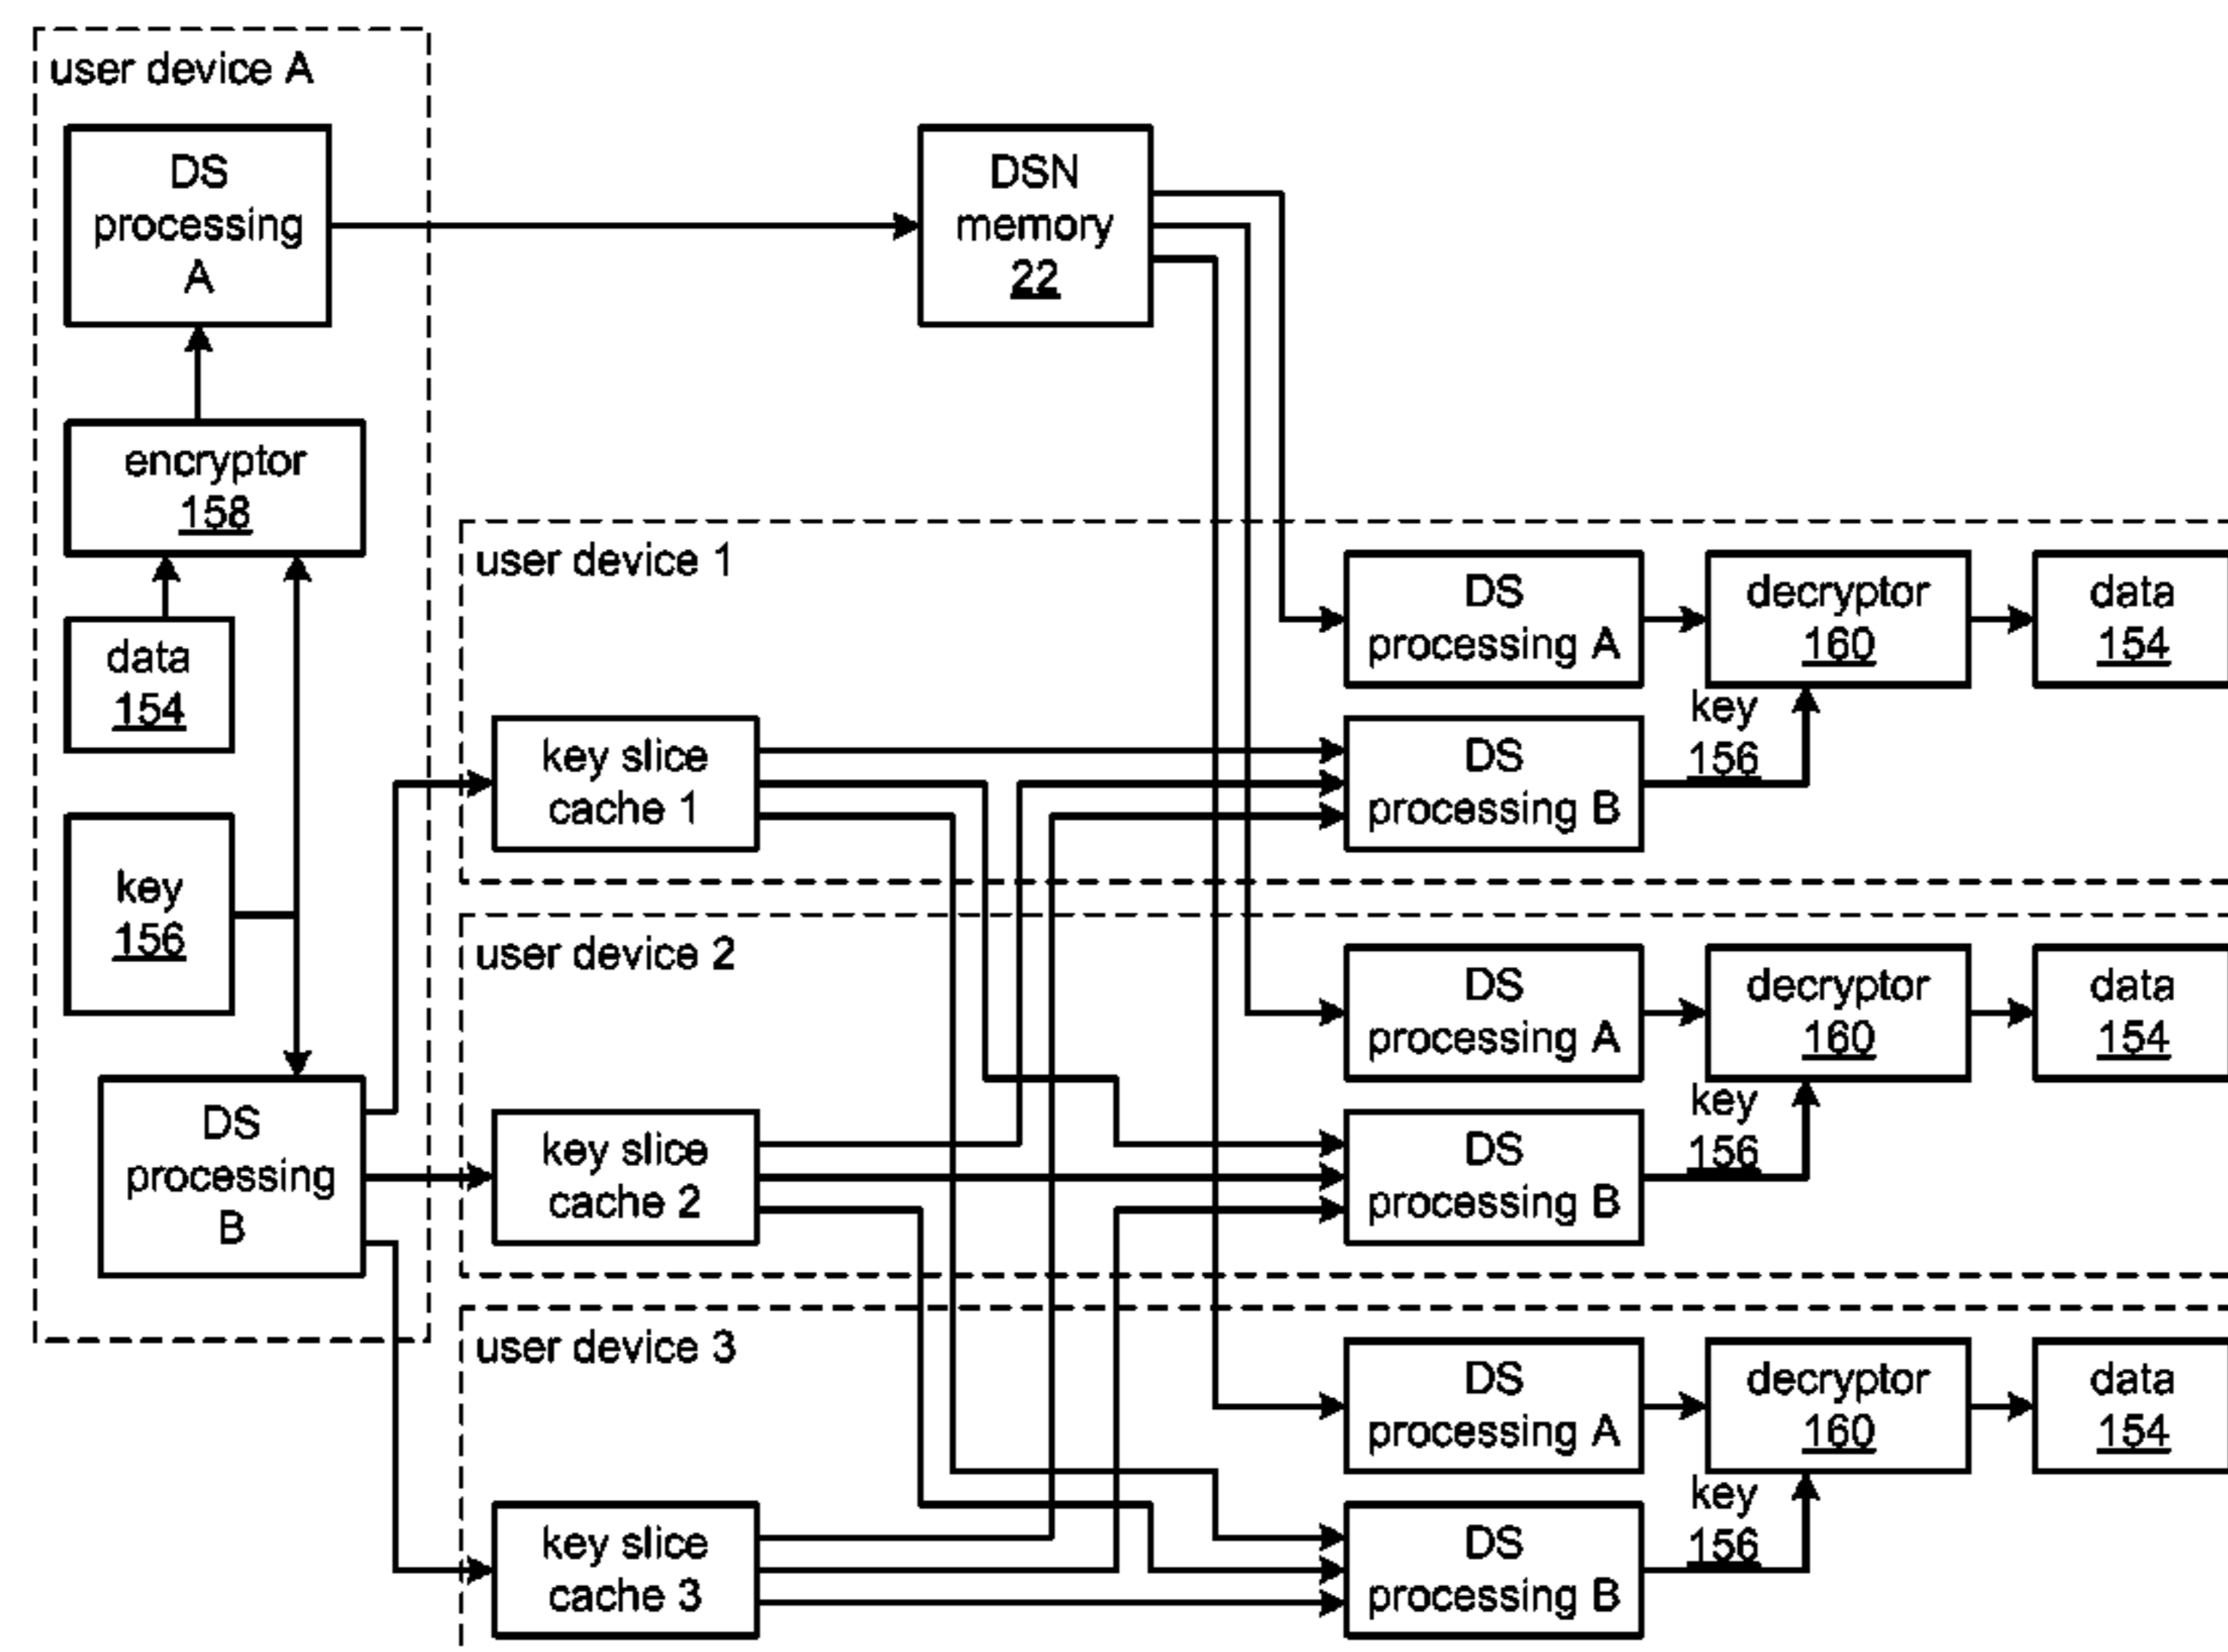 user device A
DS
processing
A
DSN
memory
22
encryptor
158
data
154
key
156
DS
processing
B
user device 1
key slice
cache 1
DS
processing A
decryptor
160
data
154
DS
processing B
key
156
user device 2
key slice
cache 2
DS
processing A
decryptor
160
data
154
DS
processing B
key
156
user device 3
key slice
cache 3
DS
processing A
decryptor
160
data
154
DS
processing B
key
156